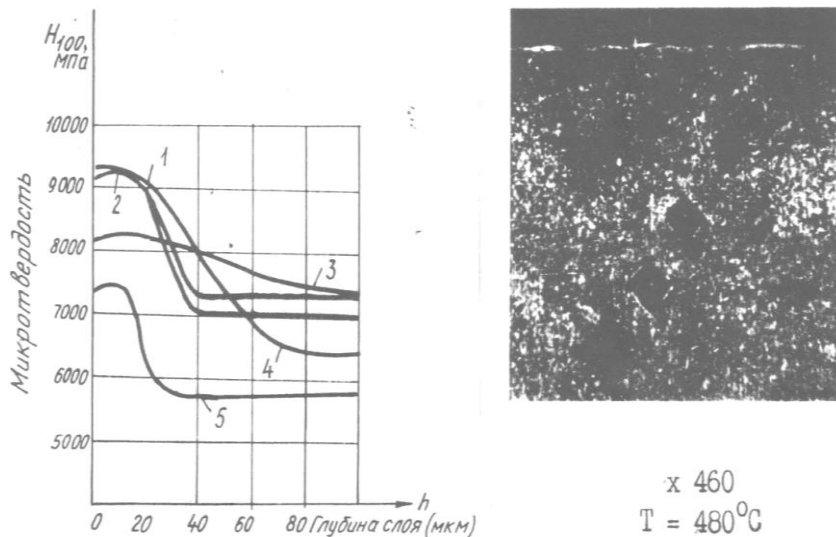 H100,
МПа
10000
9000
8000
7000
6000
5000
Микротвердость
1
2
3
4
5
h
0 20 40 60 80 Глубина слоя (мкм)
x 460
T = 480°C